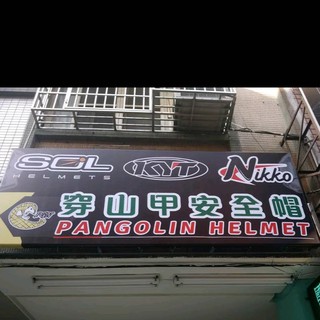 SOL KYT Nikko
HELMETS
穿山甲安全帽
PANGOLIN HELMET